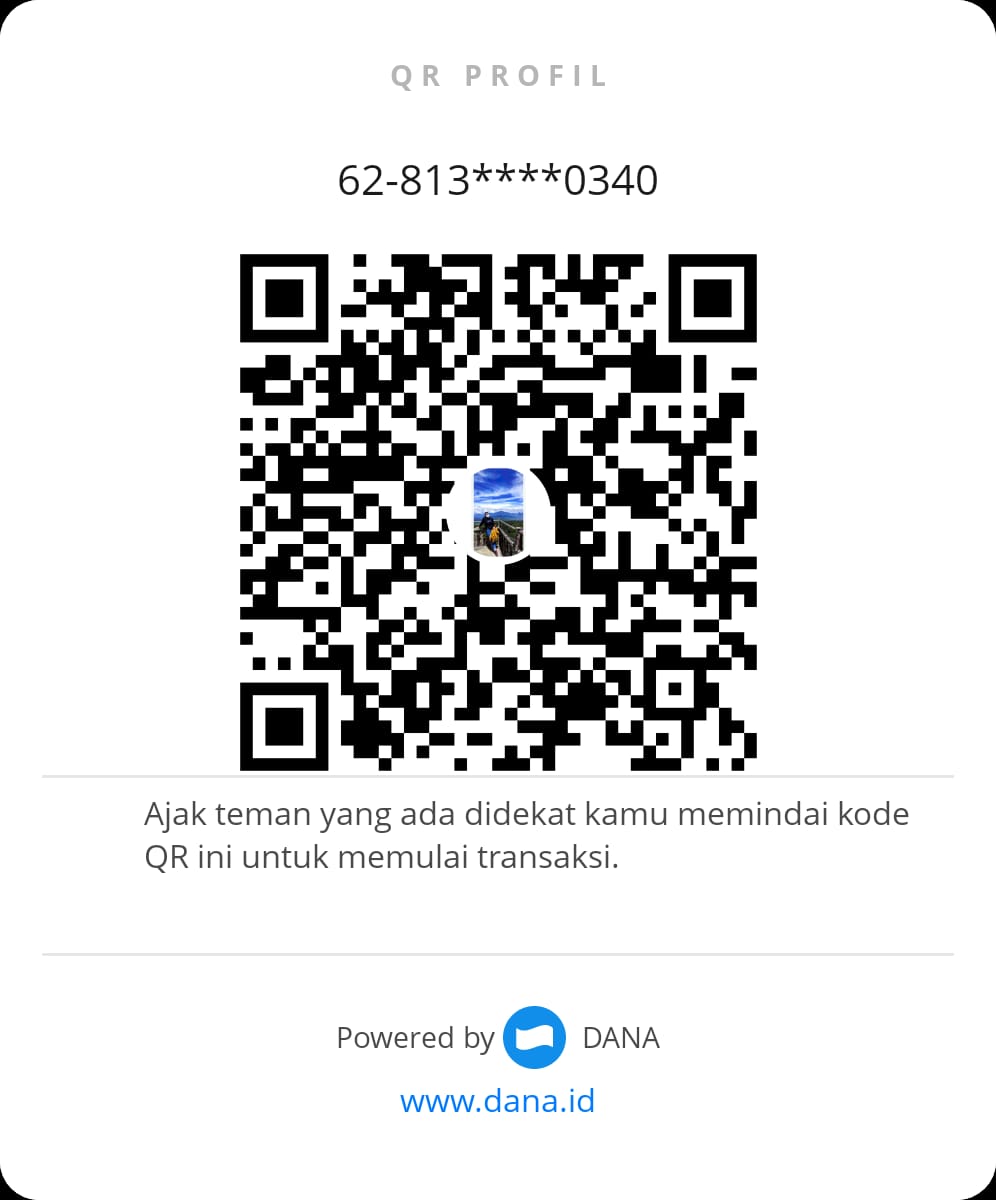 QR PROFIL
62-813****0340
Ajak teman yang ada didekat kamu memindai kode
QR ini untuk memulai transaksi.
Powered by DANA
www.dana.id